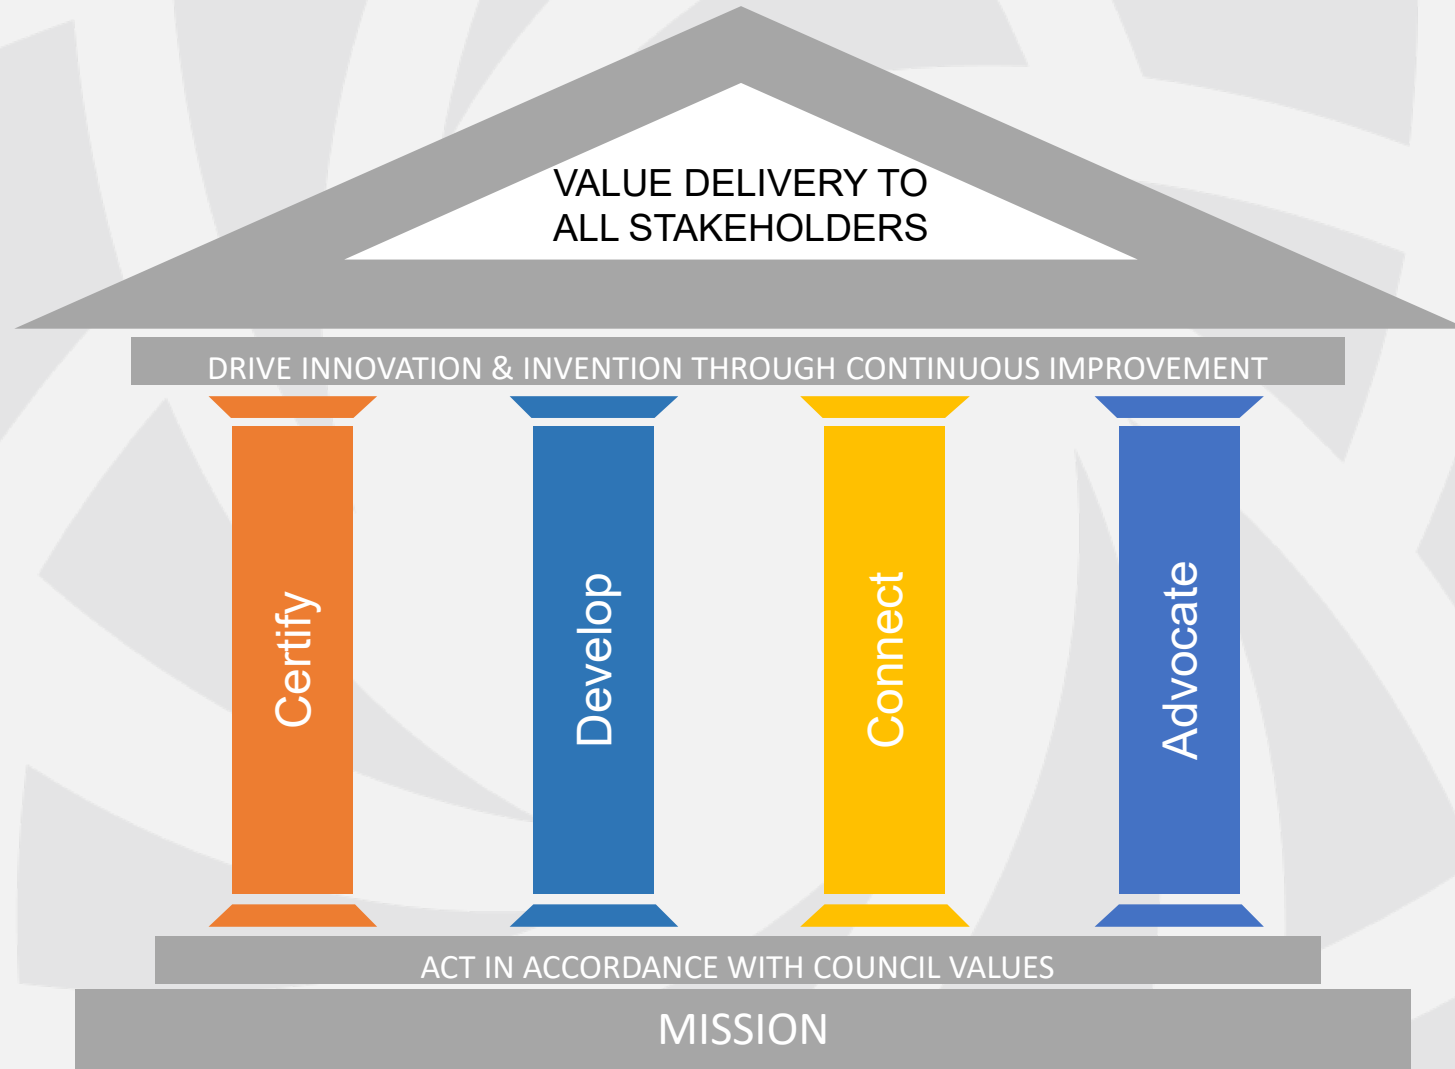 VALUE DELIVERY TO
ALL STAKEHOLDERS
DRIVE INNOVATION & INVENTION THROUGH CONTINUOUS IMPROVEMENT
Certify
Develop
Connect
Advocate
ACT IN ACCORDANCE WITH COUNCIL VALUES
MISSION